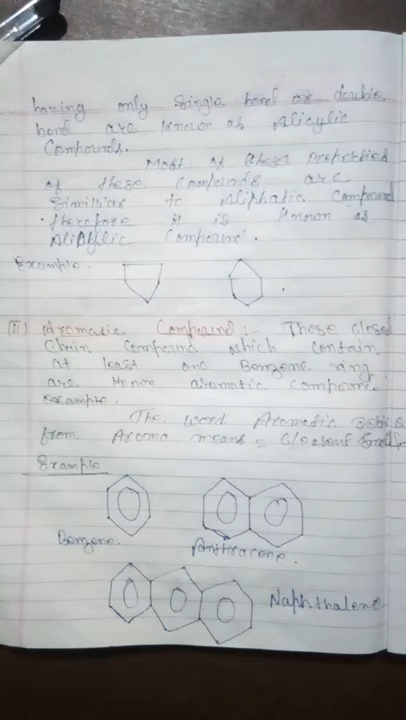 having only single bond or double
bond are known as Alicylic
Compounds.
Most of these Properties
of these Compounds are
Similliar to Aliphatic Compound
therefore it is known as
Compound.
Example
(II) Aromatic Compound :- These closed
Chain Compound which contain
at least one Benzene ring
are known aromatic Compound.
example.
The word Aromatic
from Aroma means =
Example
Benzene. Anthracene.
Naphthalene